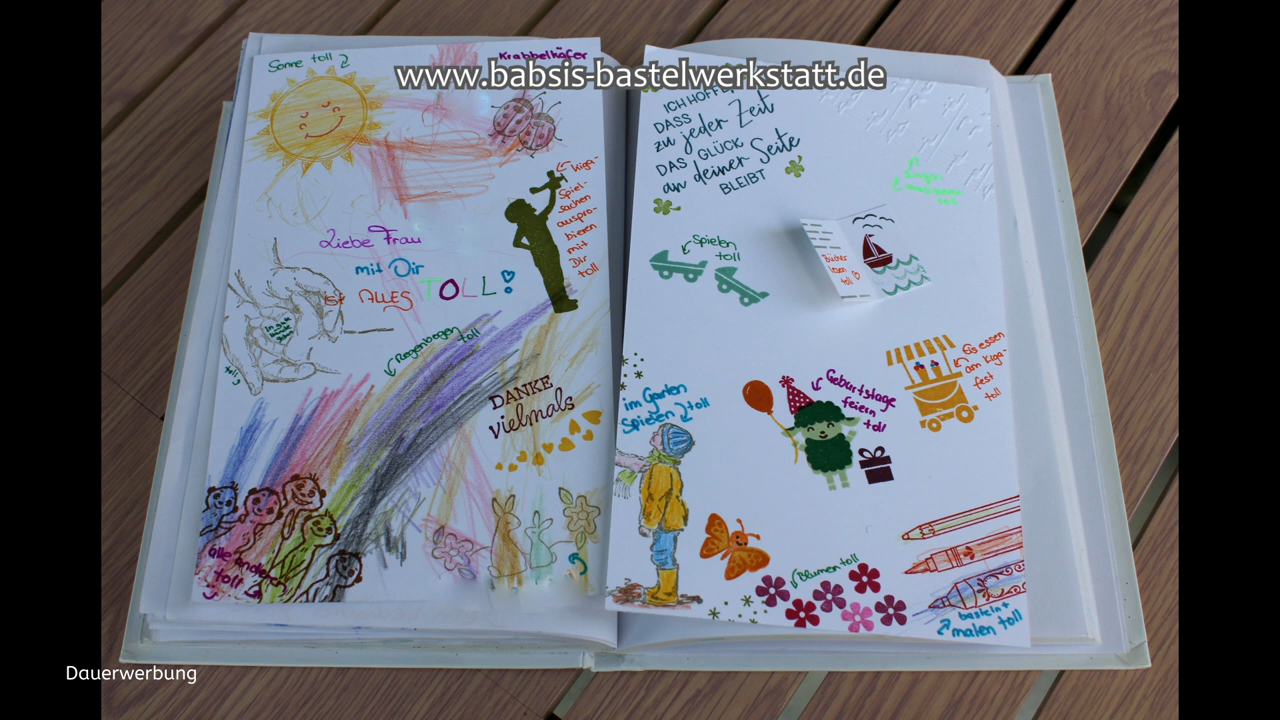 www.babsis-bastelwerkstatt.de
Sonne toll
Krabbelkäfer
Kiga-
Spiel-
sachen
auspro-
bieren
mit
Dir
toll
Liebe Frau
mit Dir
ist ALLES TOLL!
Regenbogen
toll
DANKE
vielmals
Alle
anderen
toll
ICH HOFFE,
DASS
zu jeder Zeit
DAS GLÜCK
an deiner Seite
BLEIBT
Spielen
toll
Bücher
lesen
toll
Eis essen
am Kiga-
fest
toll
Geburtstage
feiern
toll
im Garten
Spielen toll
Blumen toll
basteln+
malen toll
Dauerwerbung